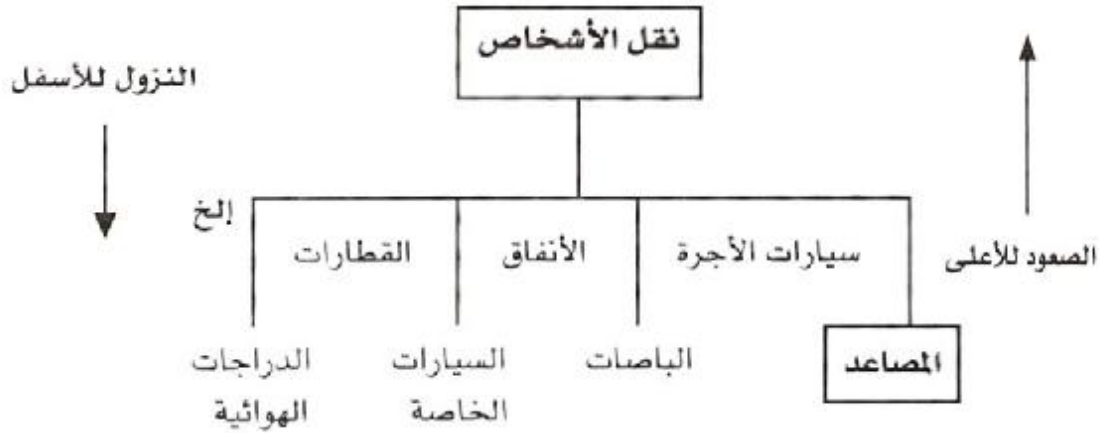 نقل الأشخاص
النزول للأسفل
إلخ
سيارات الأجرة
الأنفاق
القطارات
الصعود للأعلى
المصاعد
الباصات
السيارات
الخاصة
الدراجات
الهوائية